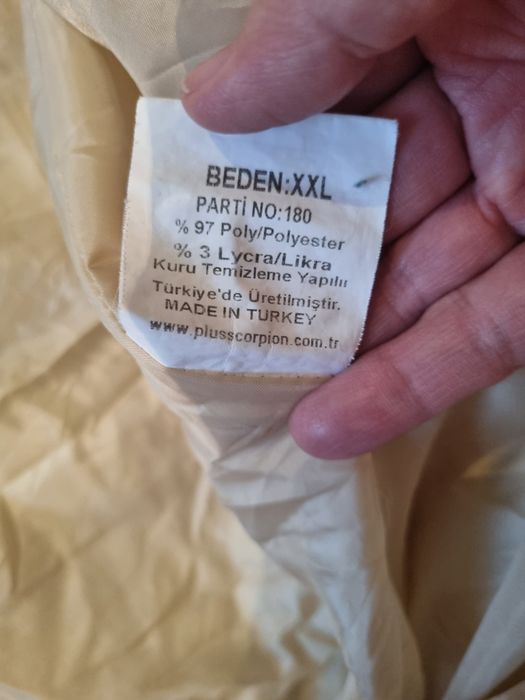 BEDEN:XXL
PARTİ NO:180
% 97 Poly/Polyester
% 3 Lycra/Likra
Kuru Temizleme Yapılır
Türkiye'de Üretilmiştir.
MADE IN TURKEY
www.plusscorpion.com.tr